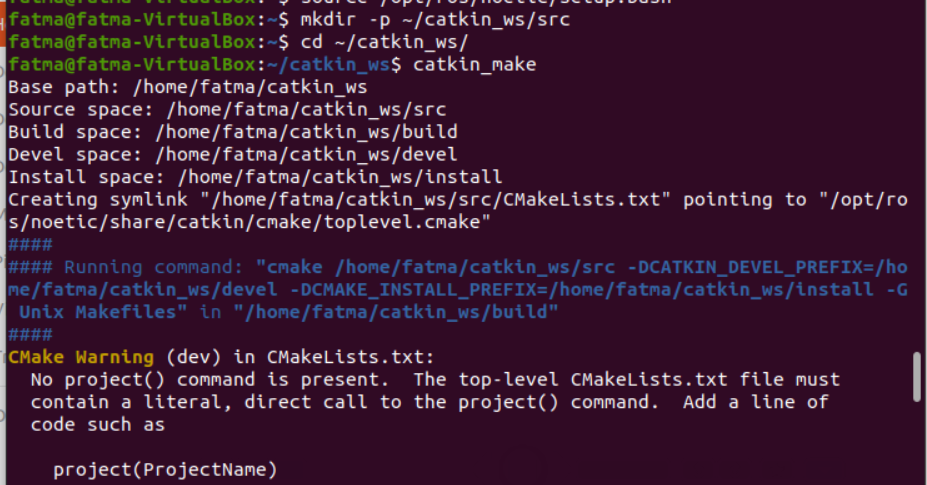 source /opt/ros/noetic/setup.bash
fatma@fatma-VirtualBox:~$ mkdir -p ~/catkin_ws/src
fatma@fatma-VirtualBox:~$ cd ~/catkin_ws/
fatma@fatma-VirtualBox:~/catkin_ws$ catkin_make
Base path: /home/fatma/catkin_ws
Source space: /home/fatma/catkin_ws/src
Build space: /home/fatma/catkin_ws/build
Devel space: /home/fatma/catkin_ws/devel
Install space: /home/fatma/catkin_ws/install
Creating symlink "/home/fatma/catkin_ws/src/CMakeLists.txt" pointing to "/opt/ro
s/noetic/share/catkin/cmake/toplevel.cmake"
####
#### Running command: "cmake /home/fatma/catkin_ws/src -DCATKIN_DEVEL_PREFIX=/ho
me/fatma/catkin_ws/devel -DCMAKE_INSTALL_PREFIX=/home/fatma/catkin_ws/install -G
Unix Makefiles" in "/home/fatma/catkin_ws/build"
####
CMake Warning (dev) in CMakeLists.txt:
No project() command is present.  The top-level CMakeLists.txt file must
contain a literal, direct call to the project() command.  Add a line of
code such as
project(ProjectName)